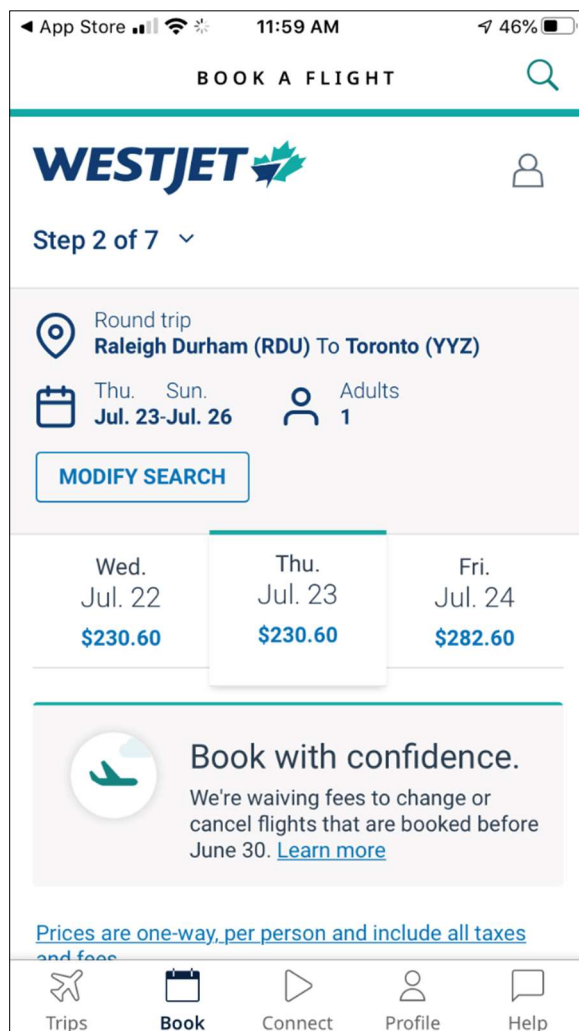 App Store
11:59 AM
46%
BOOK A FLIGHT
WESTJET
Step 2 of 7
Round trip
Raleigh Durham (RDU) To Toronto (YYZ)
Thu. Sun.
Jul. 23-Jul. 26
Adults
1
MODIFY SEARCH
Wed.
Jul. 22
$230.60
Thu.
Jul. 23
$230.60
Fri.
Jul. 24
$282.60
Book with confidence.
We're waiving fees to change or
cancel flights that are booked before
June 30. Learn more
Prices are one-way, per person and include all taxes
and fees
Trips
Book
Connect
Profile
Help